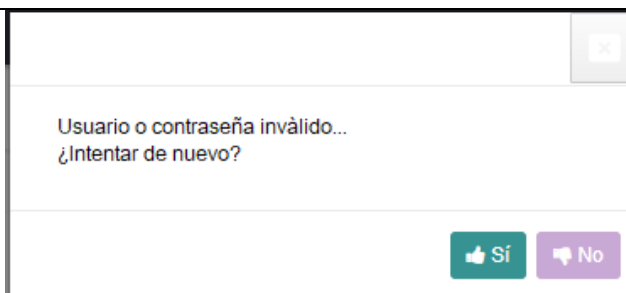 Usuario o contraseña invàlido...
¿Intentar de nuevo?
Sí
No